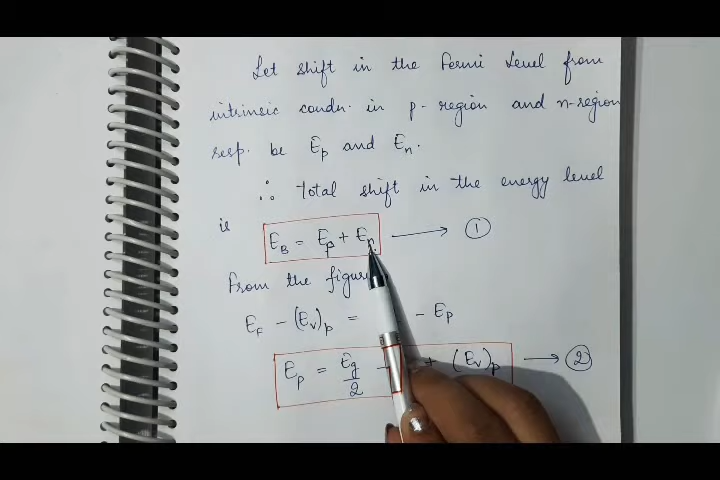 Let shift in the Fermi Level from
intrinsic condn. in p-region and n-region
resp. be Ep and En.
∴ Total shift in the energy level
is EB = Ep + En ⟶ ①
From the figure
EF - (Ev)p = - Ep
Ep = Eg/2 - + (Ev)p ⟶ ②